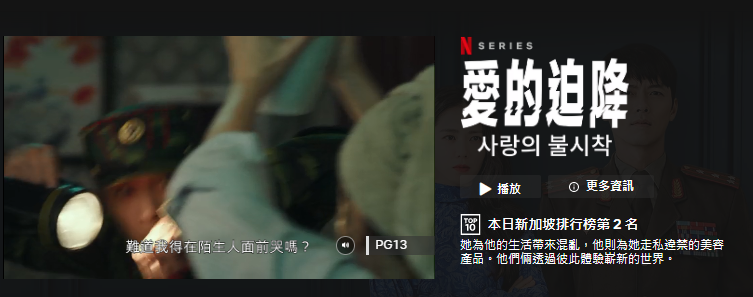 難道我得在陌生人面前哭嗎？
PG13
N SERIES
愛的迫降
사랑의 불시착
播放
更多資訊
TOP 10 本日新加坡排行榜第 2 名
她為他的生活帶來混亂，他則為她走私違禁的美容
產品。他們倆透過彼此體驗嶄新的世界。